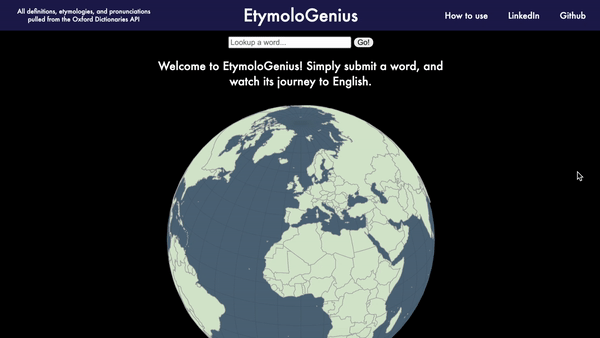 All definitions, etymologies, and pronunciations
pulled from the Oxford Dictionaries API
EtymoloGenius
How to use
LinkedIn
Github
Lookup a word...
Go!
Welcome to EtymoloGenius! Simply submit a word, and
watch its journey to English.